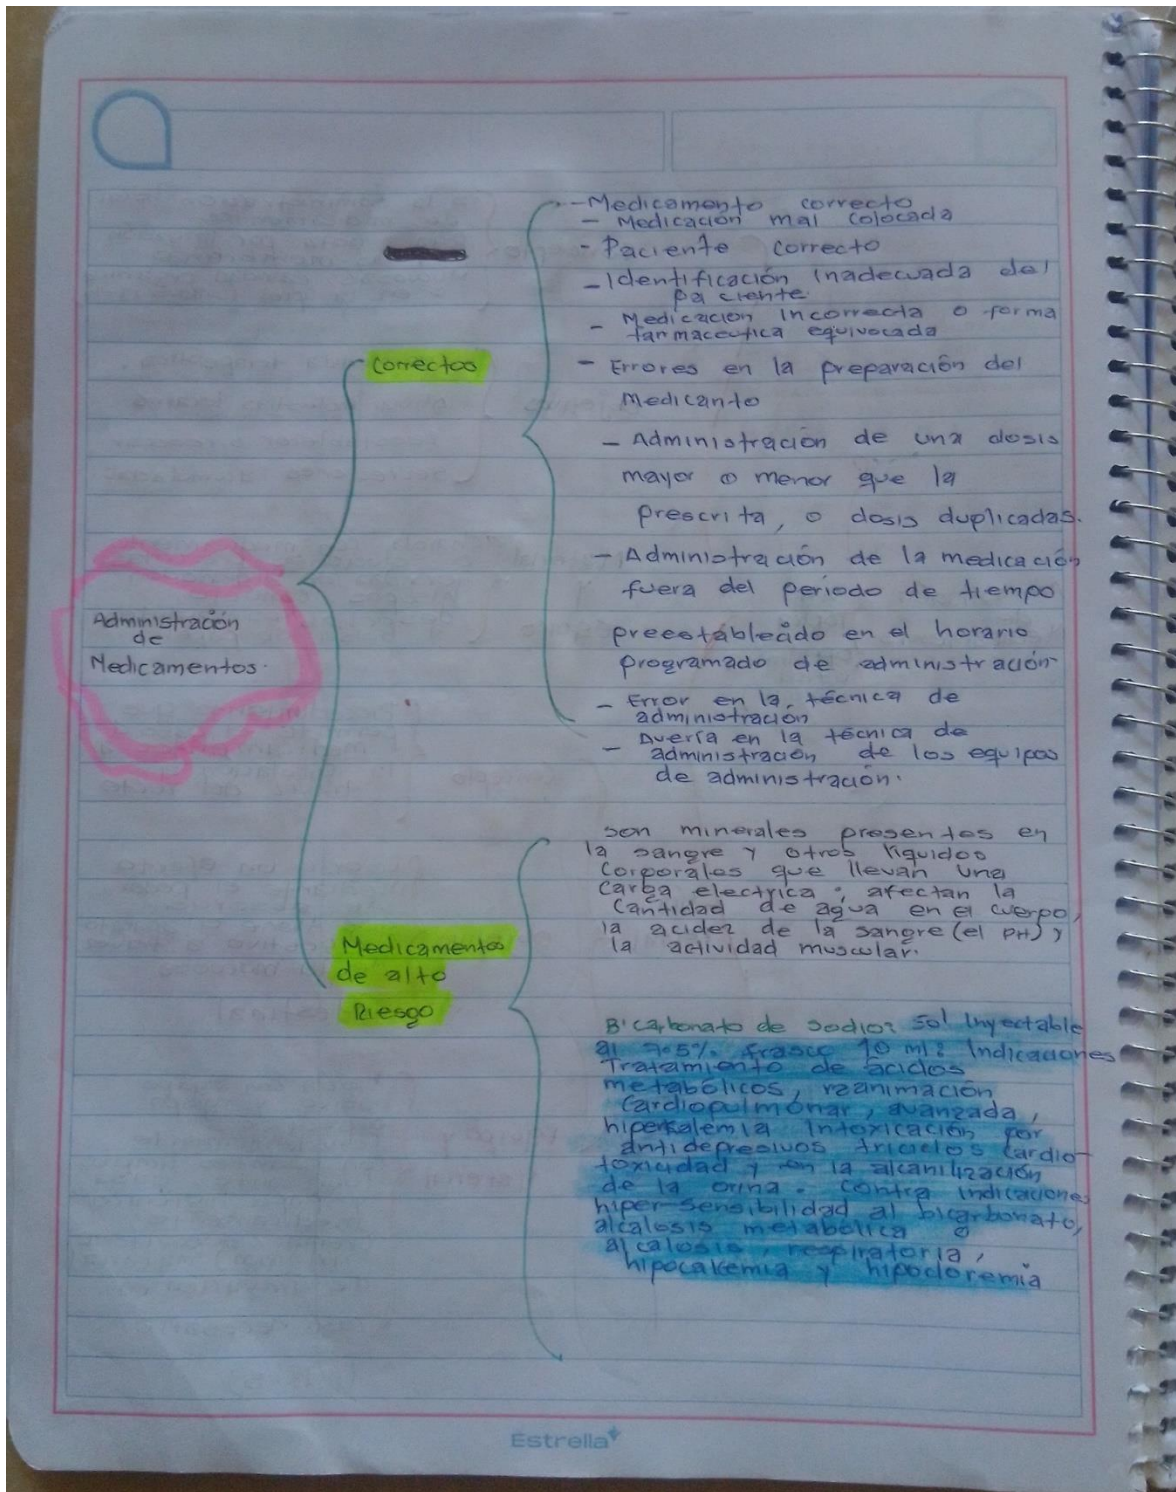 Administración
de
Medicamentos.
Correctos
-Medicamento correcto
- Medicación mal colocada
- Paciente correcto
- Identificación inadecuada del
paciente.
- Medicación incorrecta o forma
farmaceutica equivocada
- Errores en la preparación del
Medicanto
- Administración de una dosis
mayor o menor que la
prescrita, o dosis duplicadas.
- Administración de la medicación
fuera del periodo de tiempo
preestablecido en el horario
programado de administración
- Error en la técnica de
administración
- Avería en la técnica de
administración de los equipos
de administración.
Medicamentos
de alto
Riesgo
son minerales presentes en
la sangre y otros líquidos
corporales que llevan una
carga electrica; afectan la
cantidad de agua en el cuerpo,
la acidez de la sangre (el PH) y
la actividad muscular.
Bicarbonato de sodio: sol Inyectable
al 7.5% frasco 10 ml: Indicaciones
Tratamiento de ácidos
metabólicos, reanimación
Cardiopulmonar, avanzada,
hiperkalemia Intoxicación por
antidepresivos cardio-
toxicidad y en la alcanilización
de la orina. contra indicaciones
hiper sensibilidad al bicarbonato,
alcalosis metabólica o
alcalosis, respiratoria,
hipocalemia y hipocloremia
Estrella